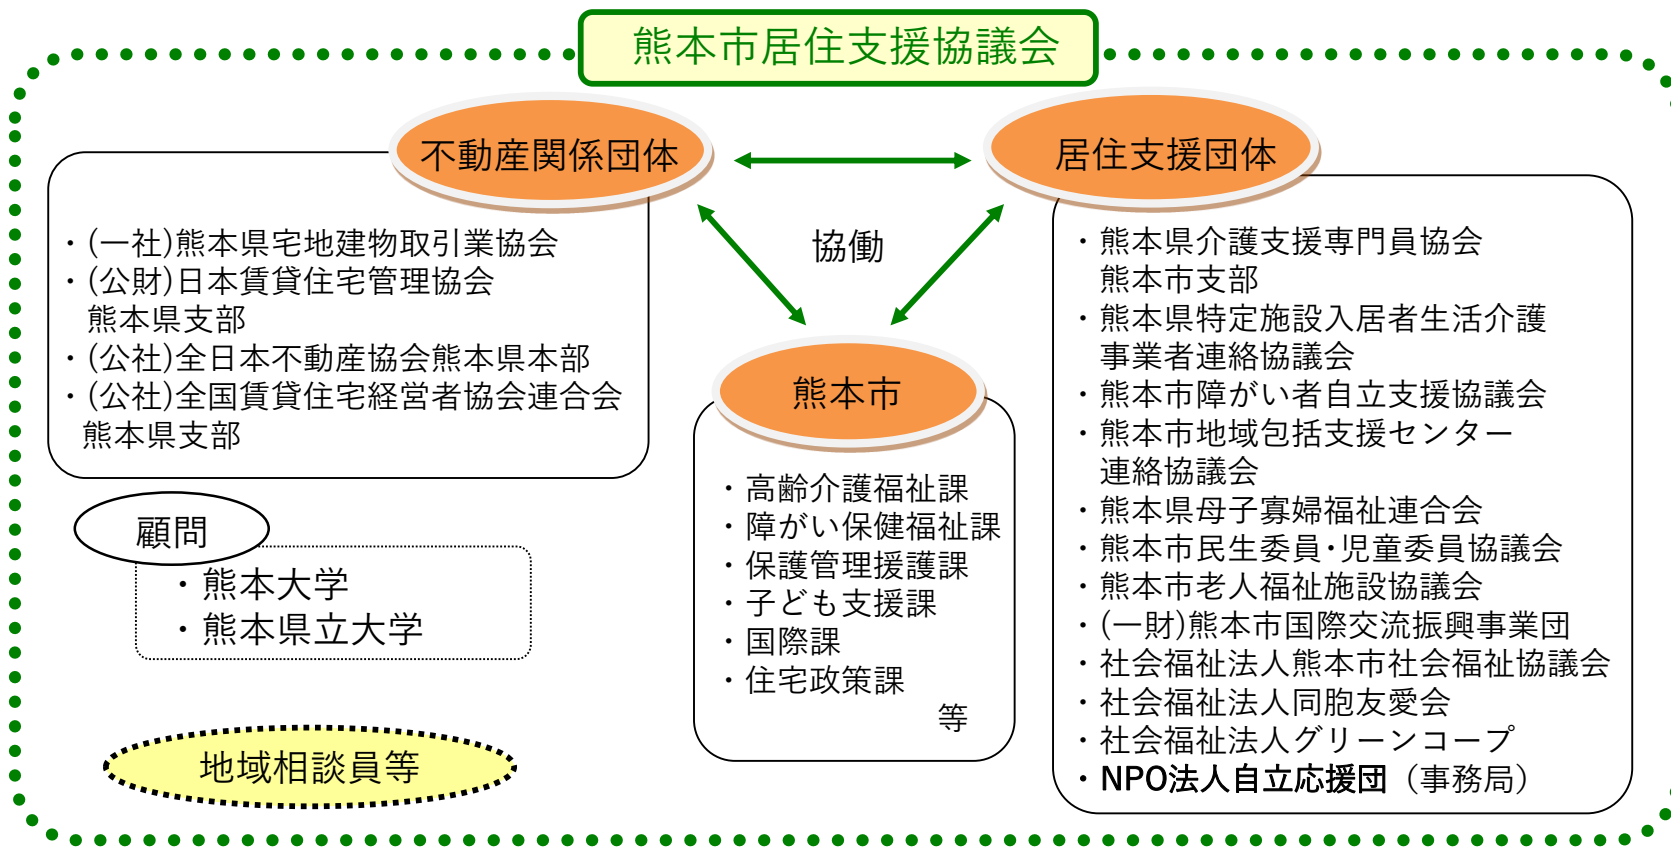 熊本市居住支援協議会
不動産関係団体
・(一社)熊本県宅地建物取引業協会
・(公財)日本賃貸住宅管理協会
熊本県支部
・(公社)全日本不動産協会熊本県本部
・(公社)全国賃貸住宅経営者協会連合会
熊本県支部
協働
居住支援団体
・熊本県介護支援専門員協会
熊本市支部
・熊本県特定施設入居者生活介護
事業者連絡協議会
・熊本市障がい者自立支援協議会
・熊本市地域包括支援センター
連絡協議会
・熊本県母子寡婦福祉連合会
・熊本市民生委員・児童委員協議会
・熊本市老人福祉施設協議会
・(一財)熊本市国際交流振興事業団
・社会福祉法人熊本市社会福祉協議会
・社会福祉法人同胞友愛会
・社会福祉法人グリーンコープ
・NPO法人自立応援団（事務局）
熊本市
・高齢介護福祉課
・障がい保健福祉課
・保護管理援護課
・子ども支援課
・国際課
・住宅政策課
等
顧問
・熊本大学
・熊本県立大学
地域相談員等